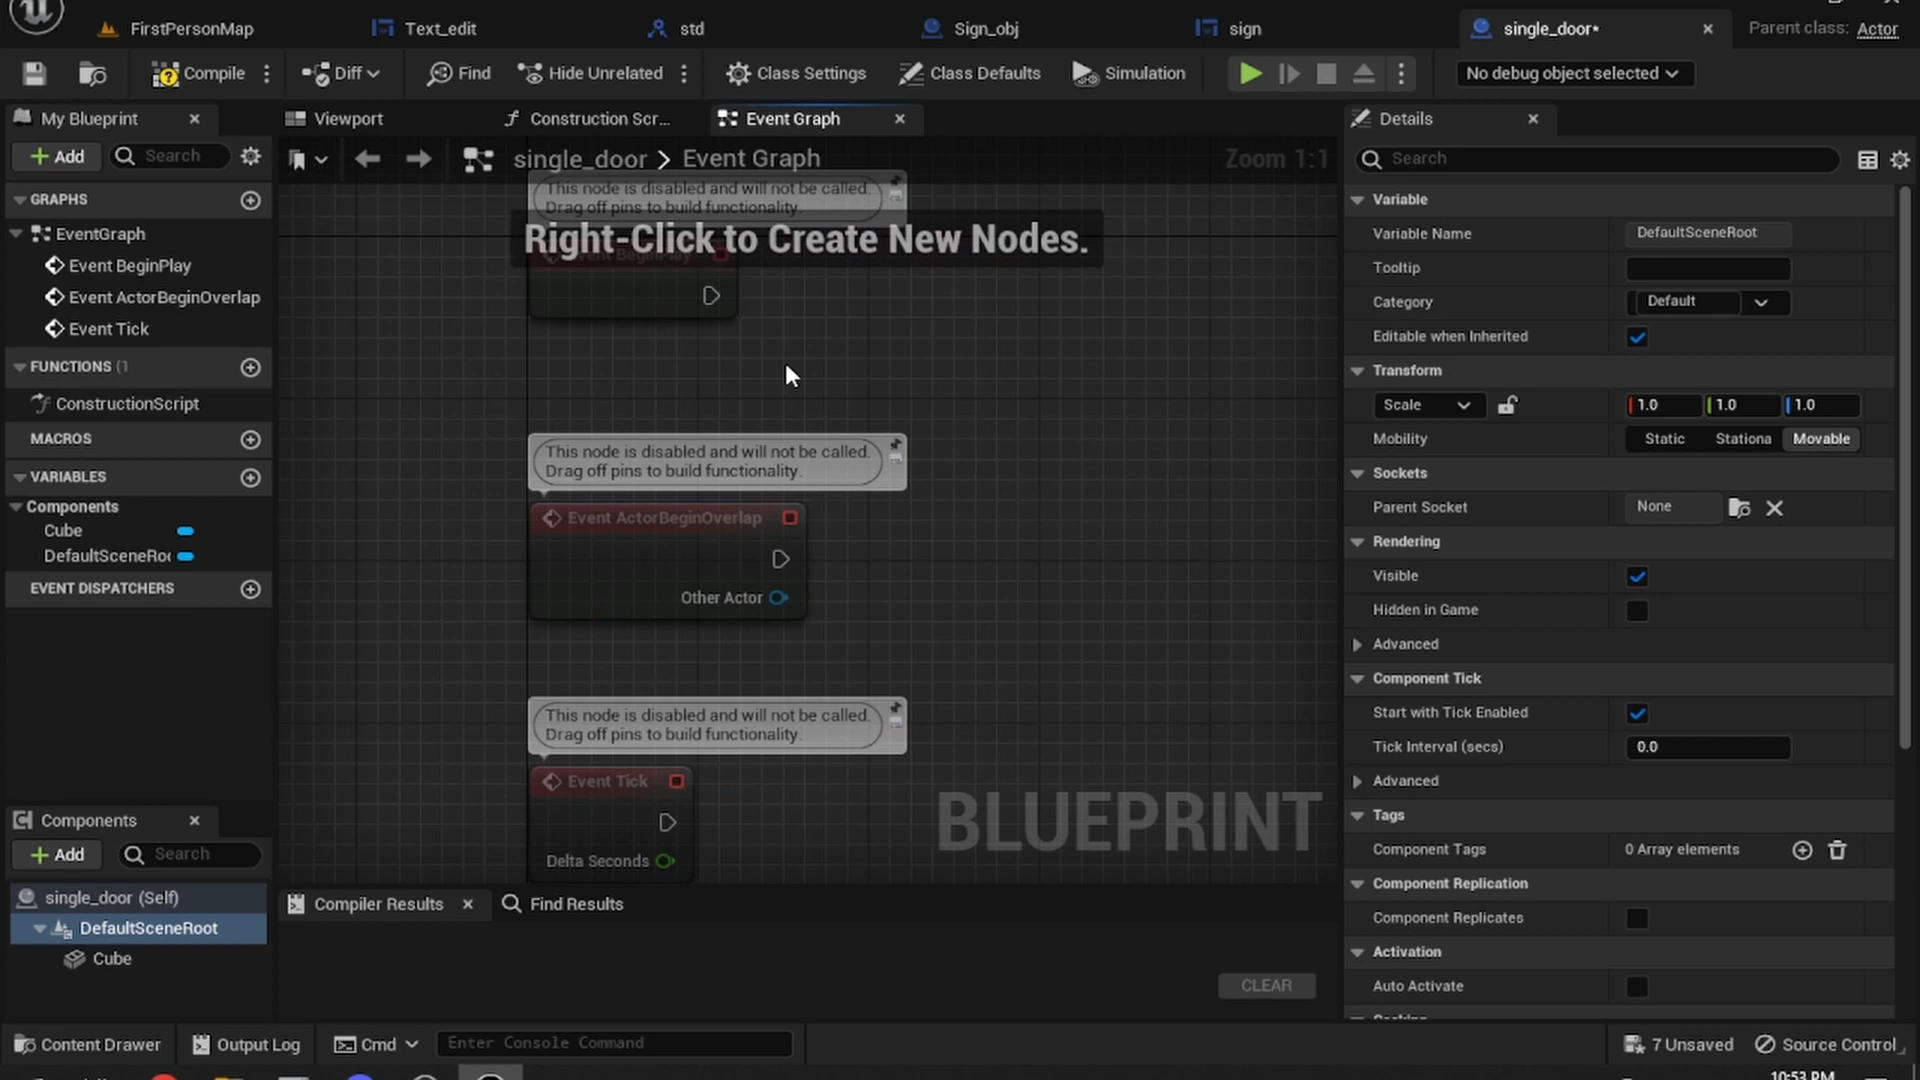 FirstPersonMap
Text_edit
std
Sign_obj
sign
single_door*
Parent class: Actor
Compile
Diff
Find
Hide Unrelated
Class Settings
Class Defaults
Simulation
No debug object selected
My Blueprint
Viewport
Construction Scr...
Event Graph
Details
Add
Search
single_door > Event Graph
Zoom 1:1
Search
GRAPHS
EventGraph
Event BeginPlay
Event ActorBeginOverlap
Event Tick
FUNCTIONS (1
ConstructionScript
MACROS
VARIABLES
Components
Cube
DefaultSceneRoo
EVENT DISPATCHERS
Components
Add
Search
single_door (Self)
DefaultSceneRoot
Cube
This node is disabled and will not be called.
Drag off pins to build functionality.
Right-Click to Create New Nodes.
Event BeginPlay
This node is disabled and will not be called.
Drag off pins to build functionality.
Event ActorBeginOverlap
Other Actor
This node is disabled and will not be called.
Drag off pins to build functionality.
Event Tick
Delta Seconds
BLUEPRINT
Compiler Results
Find Results
CLEAR
Variable
Variable Name
DefaultSceneRoot
Tooltip
Category
Default
Editable when Inherited
Transform
Scale
1.0
1.0
1.0
Mobility
Static
Stationa
Movable
Sockets
Parent Socket
None
Rendering
Visible
Hidden in Game
Advanced
Component Tick
Start with Tick Enabled
Tick Interval (secs)
0.0
Advanced
Tags
Component Tags
0 Array elements
Component Replication
Component Replicates
Activation
Auto Activate
Content Drawer
Output Log
Cmd
Enter Console Command
7 Unsaved
Source Control
10:53 PM